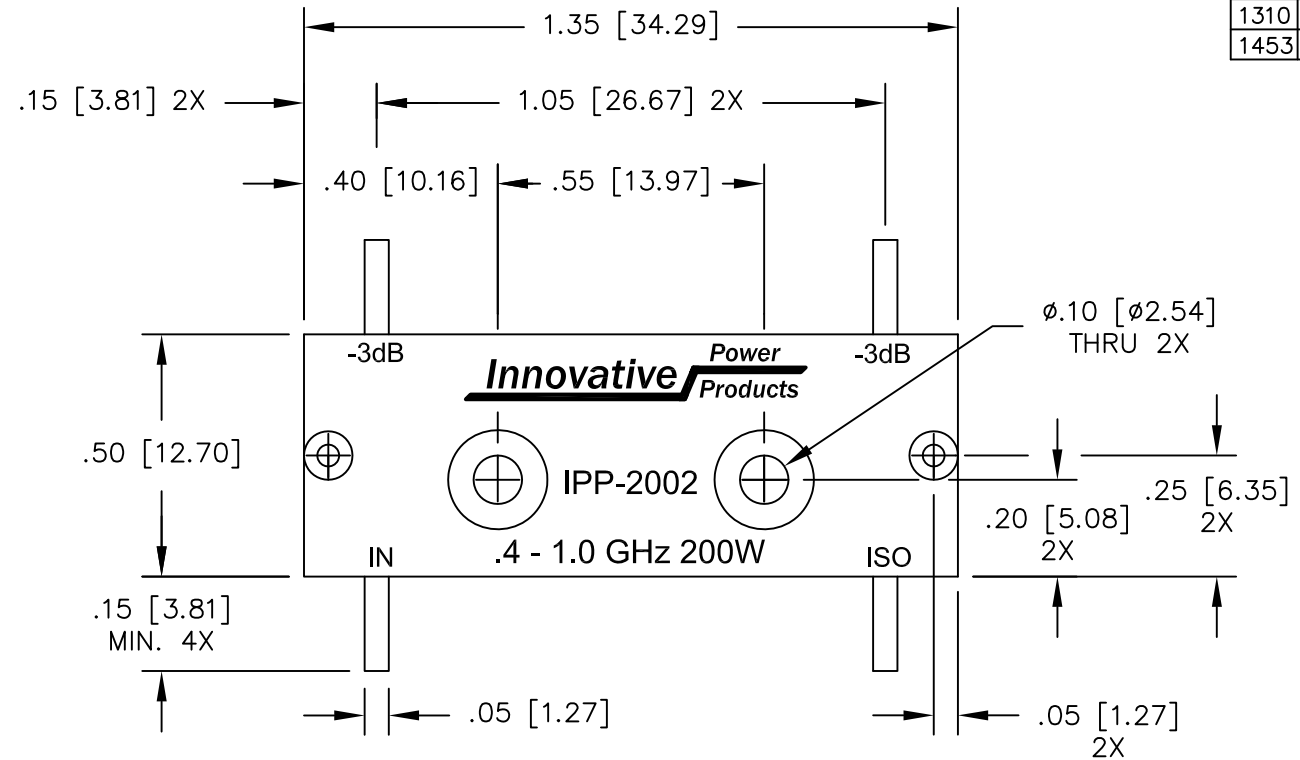 1.35 [34.29]
1310
1453
.15 [3.81] 2X
1.05 [26.67] 2X
.40 [10.16]
.55 [13.97]
ø.10 [ø2.54]
THRU 2X
-3dB
Innovative Power Products
-3dB
.50 [12.70]
IPP-2002
.25 [6.35]
2X
.20 [5.08]
2X
IN
.4 - 1.0 GHz 200W
ISO
.15 [3.81]
MIN. 4X
.05 [1.27]
.05 [1.27]
2X